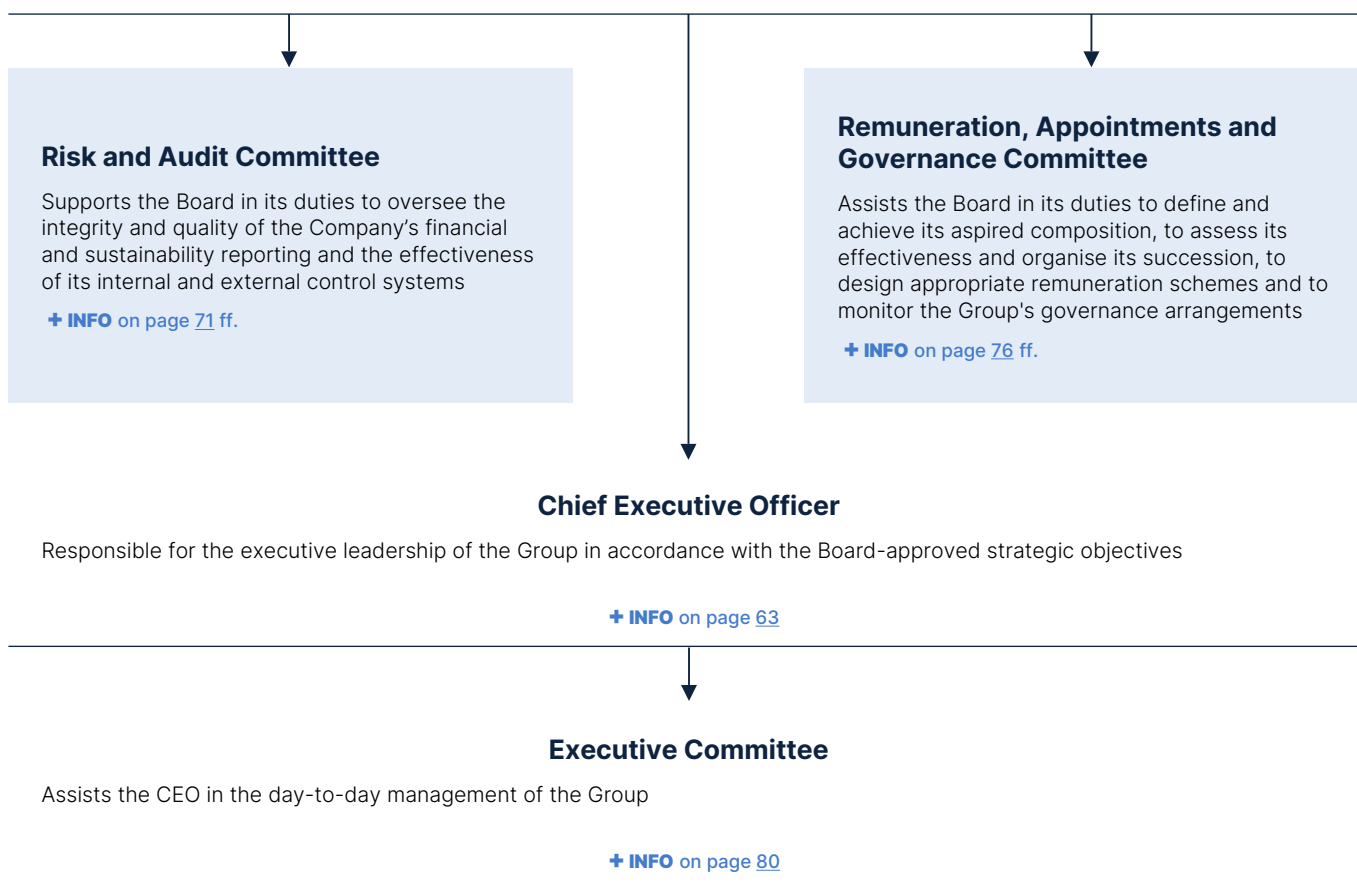 Risk and Audit Committee
Supports the Board in its duties to oversee the
integrity and quality of the Company’s financial
and sustainability reporting and the effectiveness
of its internal and external control systems
+ INFO on page 71 ff.
Remuneration, Appointments and
Governance Committee
Assists the Board in its duties to define and
achieve its aspired composition, to assess its
effectiveness and organise its succession, to
design appropriate remuneration schemes and to
monitor the Group's governance arrangements
+ INFO on page 76 ff.
Chief Executive Officer
Responsible for the executive leadership of the Group in accordance with the Board-approved strategic objectives
+ INFO on page 63
Executive Committee
Assists the CEO in the day-to-day management of the Group
+ INFO on page 80